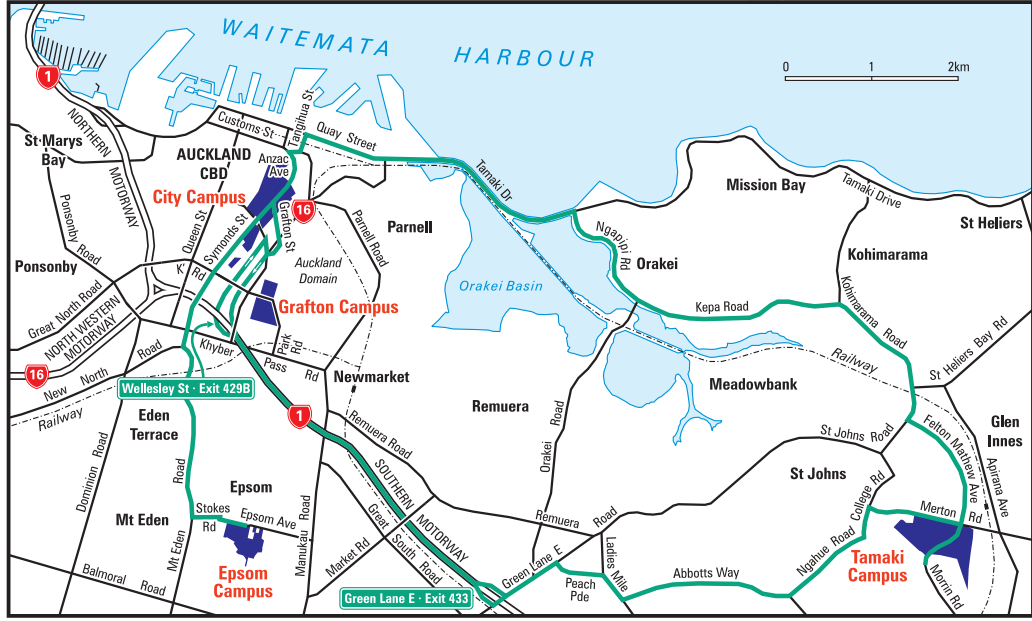 WAITEMATA HARBOUR
0 1 2km
1
NORTHERN
MOTORWAY
St Marys
Bay
Customs St
Tangihua St
Quay Street
AUCKLAND
CBD
Anzac
Ave
City Campus
Tamaki Dr
Mission Bay
Tamaki Drive
St Heliers
Ponsonby
Road
Queen St
Symonds St
Grafton St
16
Parnell Road
Parnell
Ngapipi Rd
Orakei
Kohimarama
Ponsonby
K' Rd
Auckland
Domain
Orakei Basin
Great North Road
Grafton Campus
Kepa Road
Kohimarama Road
NORTH WESTERN
MOTORWAY
16
New North Road
Railway
Khyber Pass Rd
Park
Rd
Railway
St Heliers Bay Rd
Wellesley St · Exit 429B
Newmarket
Meadowbank
1
Remuera
Eden
Terrace
Remuera Road
Orakei Road
St Johns Road
Felton Mathew Ave
Glen
Innes
Dominion Road
Road
Epsom
SOUTHERN
MOTORWAY
St Johns
College Rd
Apirana Ave
Mt Eden
Stokes
Rd
Epsom Ave
Manukau Road
Great South Road
Remuera Road
Merton Rd
Mt Eden
Market Rd
Green Lane E
Ladies Mile
Ngahue Road
Tamaki
Campus
Balmoral Road
Epsom
Campus
Peach
Pde
Abbotts Way
Morrin Rd
Green Lane E · Exit 433